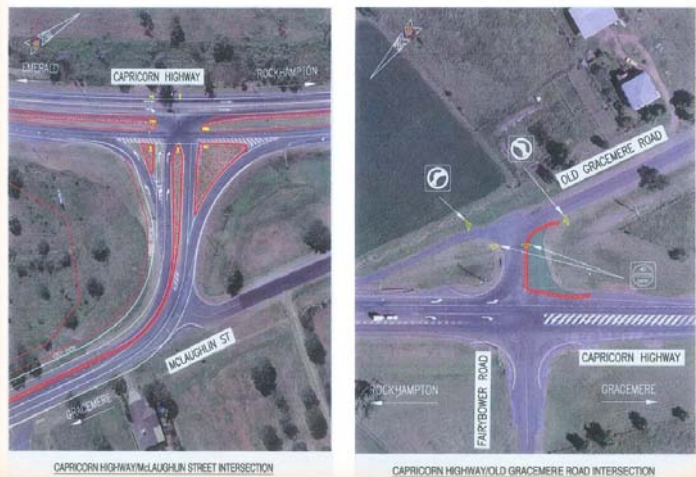 EMERALD
CAPRICORN HIGHWAY
ROCKHAMPTON
MCLAUGHLIN ST
GRACEMERE
CAPRICORN HIGHWAY/McLAUGHLIN STREET INTERSECTION
OLD GRACEMERE ROAD
FAIRYBOWER ROAD
CAPRICORN HIGHWAY
ROCKHAMPTON
GRACEMERE
CAPRICORN HIGHWAY/OLD GRACEMERE ROAD INTERSECTION